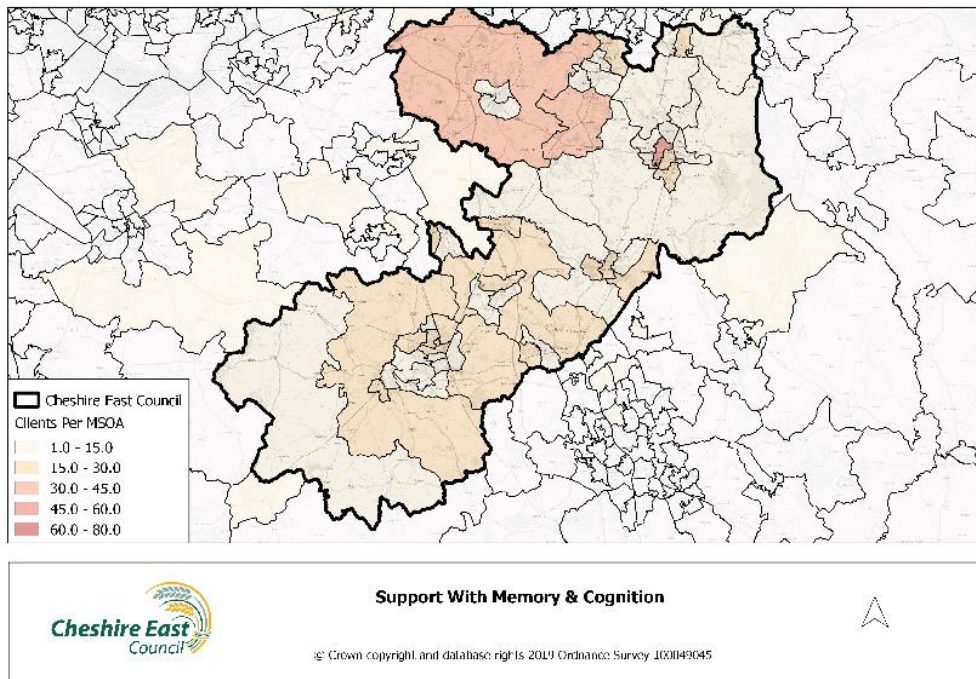 Cheshire East Council
Clients Per MSOA
1.0 - 15.0
15.0 - 30.0
30.0 - 45.0
45.0 - 60.0
60.0 - 80.0
Cheshire East
Council
Support With Memory & Cognition
© Crown copyright and database rights 2019 Ordnance Survey 100049045